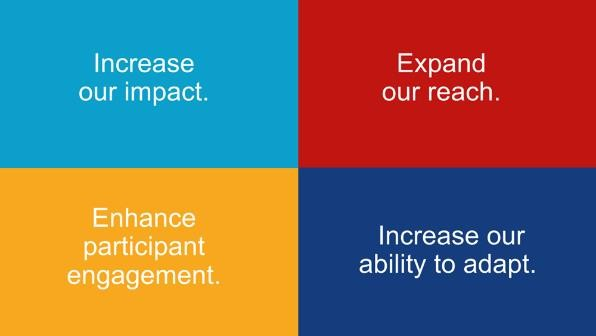 Increase
our impact.
Expand
our reach.
Enhance
participant
engagement.
Increase our
ability to adapt.